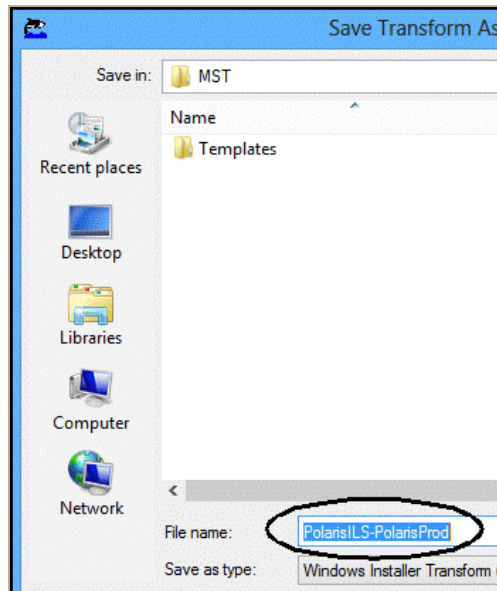 Save Transform As
Save in:
MST
Name
Templates
Recent places
Desktop
Libraries
Computer
Network
File name:
PolarisILS-PolarisProd
Save as type:
Windows Installer Transform (